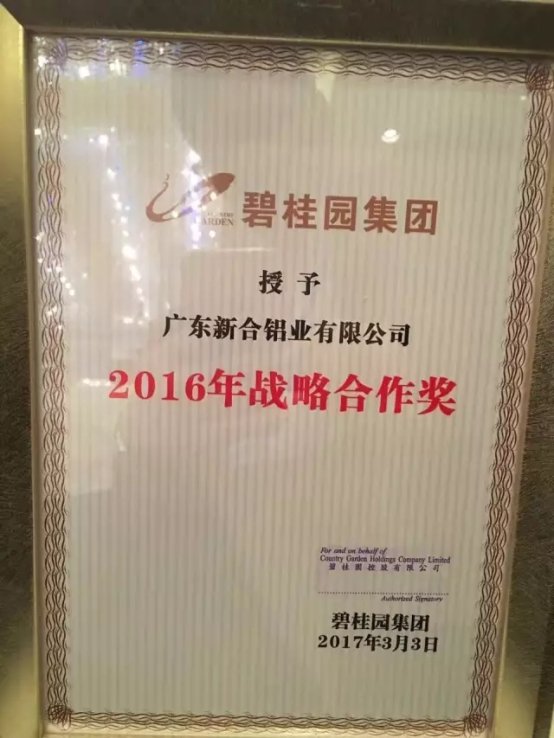 碧桂园集团
GARDEN
授予
广东新合铝业有限公司
2016年战略合作奖
For and on behalf of
Country Garden Holdings Company Limited
碧桂园控股有限公司
Authorized Signatory
碧桂园集团
2017年3月3日